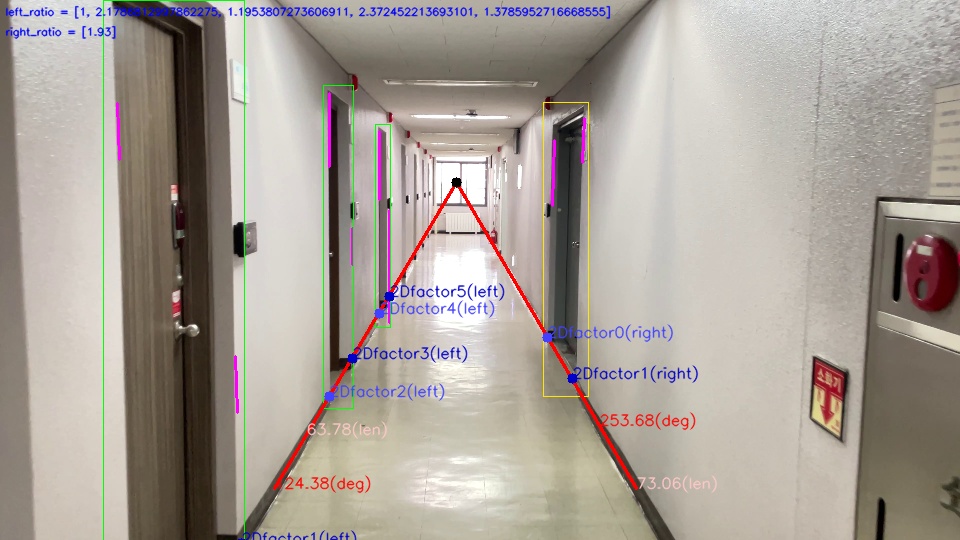 left_ratio = [1, 2.178
1.1953807273606911, 2.372452213693101, 1.3785952716668555]
right_ratio = [1.93]
2Dfactor5(left)
2Dfactor4(left)
2Dfactor0(right)
2Dfactor3(left)
2Dfactor1(right)
2Dfactor2(left)
253.68(deg)
63.78(len)
24.38(deg)
73.06(len)
2Dfactor1(left)
소화기